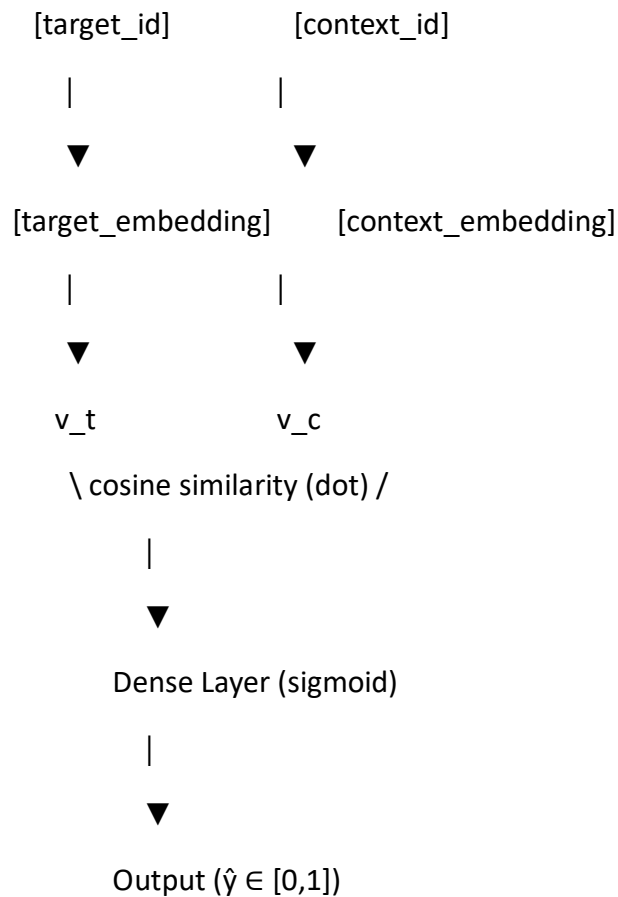 [target_id] [context_id]
| |
▼ ▼
[target_embedding] [context_embedding]
| |
▼ ▼
v_t v_c
\ cosine similarity (dot) /
|
▼
Dense Layer (sigmoid)
|
▼
Output (ŷ ∈ [0,1])